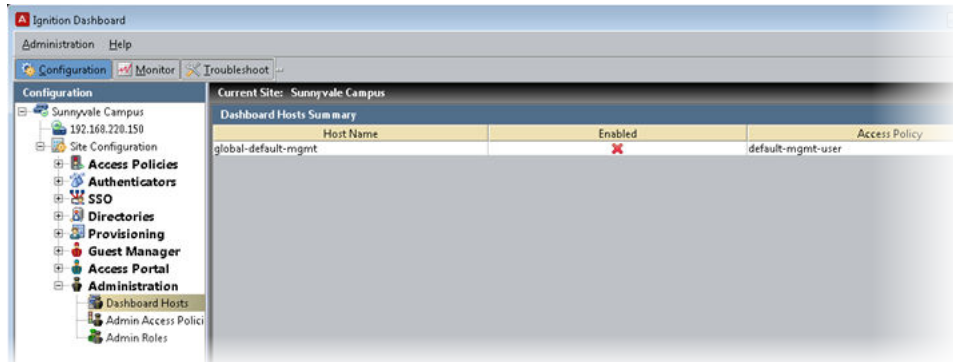 Ignition Dashboard
Administration Help
Configuration Monitor Troubleshoot
Configuration
Sunnyvale Campus
192.168.220.150
Site Configuration
Access Policies
Authenticators
SSO
Directories
Provisioning
Guest Manager
Access Portal
Administration
Dashboard Hosts
Admin Access Polici
Admin Roles
Current Site: Sunnyvale Campus
Dashboard Hosts Summary
Host Name Enabled Access Policy
global-default-mgmt default-mgmt-user